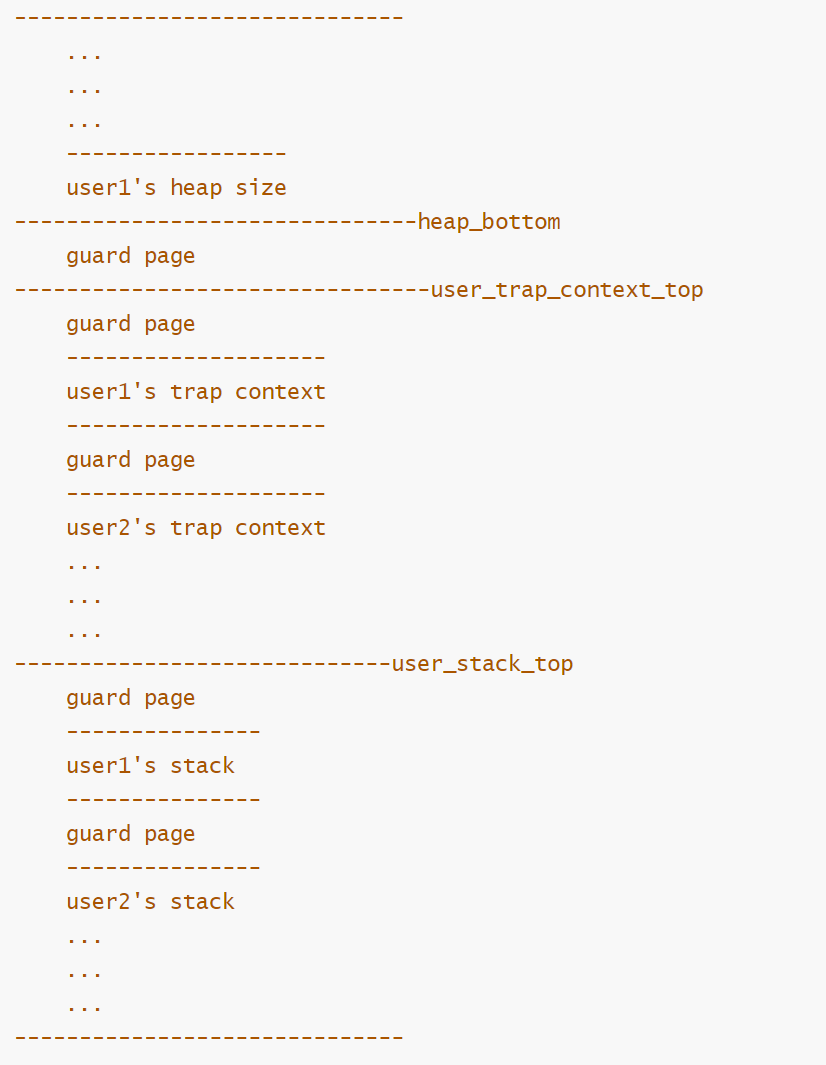 ------------------------------
    ...
    ...
    ...
    -----------------
    user1's heap size
-------------------------------heap_bottom
    guard page
--------------------------------user_trap_context_top
    guard page
    --------------------
    user1's trap context
    --------------------
    guard page
    --------------------
    user2's trap context
    ...
    ...
    ...
-----------------------------user_stack_top
    guard page
    ---------------
    user1's stack
    ---------------
    guard page
    ---------------
    user2's stack
    ...
    ...
    ...
------------------------------